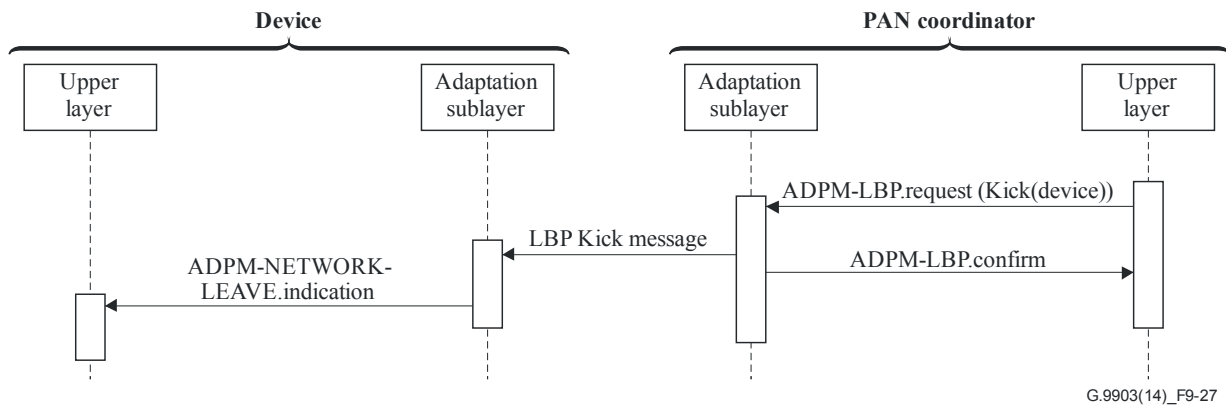 Device
PAN coordinator
Upper
layer
Adaptation
sublayer
Adaptation
sublayer
Upper
layer
ADPM-LBP.request (Kick(device))
LBP Kick message
ADPM-LBP.confirm
ADPM-NETWORK-
LEAVE.indication
G.9903(14)_F9-27